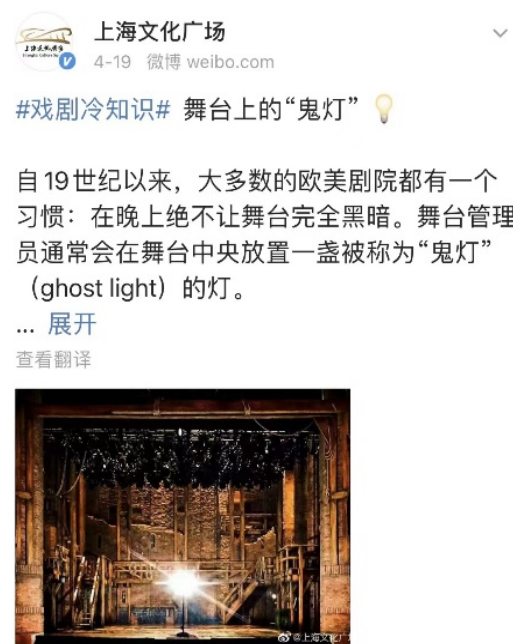 上海文化广场
4-19 微博 weibo.com
#戏剧冷知识# 舞台上的“鬼灯”
自19世纪以来，大多数的欧美剧院都有一个
习惯：在晚上绝不让舞台完全黑暗。舞台管理
员通常会在舞台中央放置一盏被称为“鬼灯”
（ghost light）的灯。
... 展开
查看翻译
@上海文化广